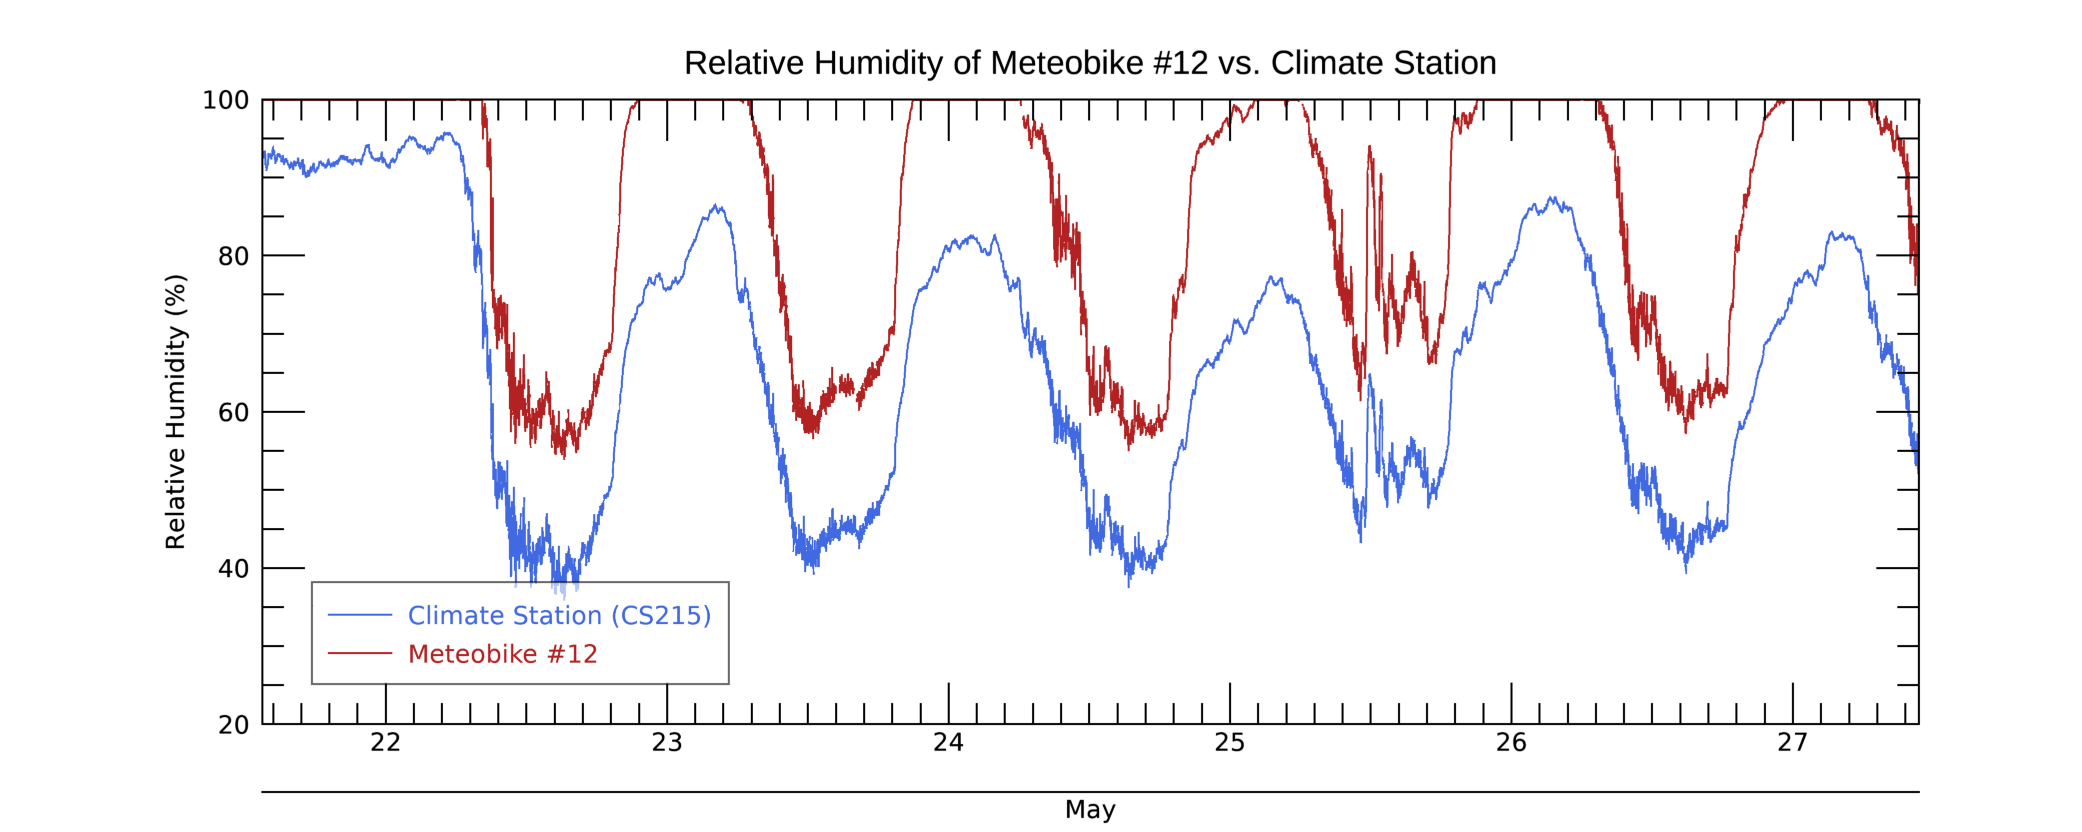 Relative Humidity of Meteobike #12 vs. Climate Station
Relative Humidity (%)
100
80
60
40
20
Climate Station (CS215)
Meteobike #12
22 23 24 25 26 27
May